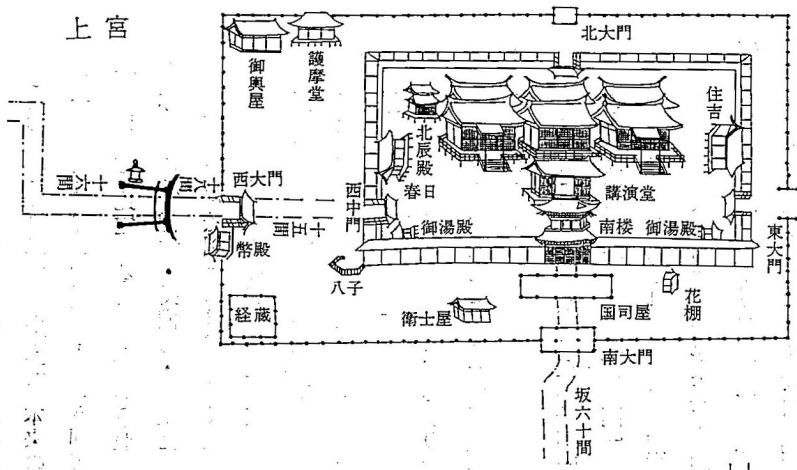 上宮
御輿屋
護摩堂
北大門
北辰殿
春日
住吉
講演堂
南楼
御湯殿
御湯殿
西大門
西中門
東大門
十六間
十八間
十五間
幣殿
八子
経蔵
衛士屋
国司屋
花棚
南大門
坂六十間